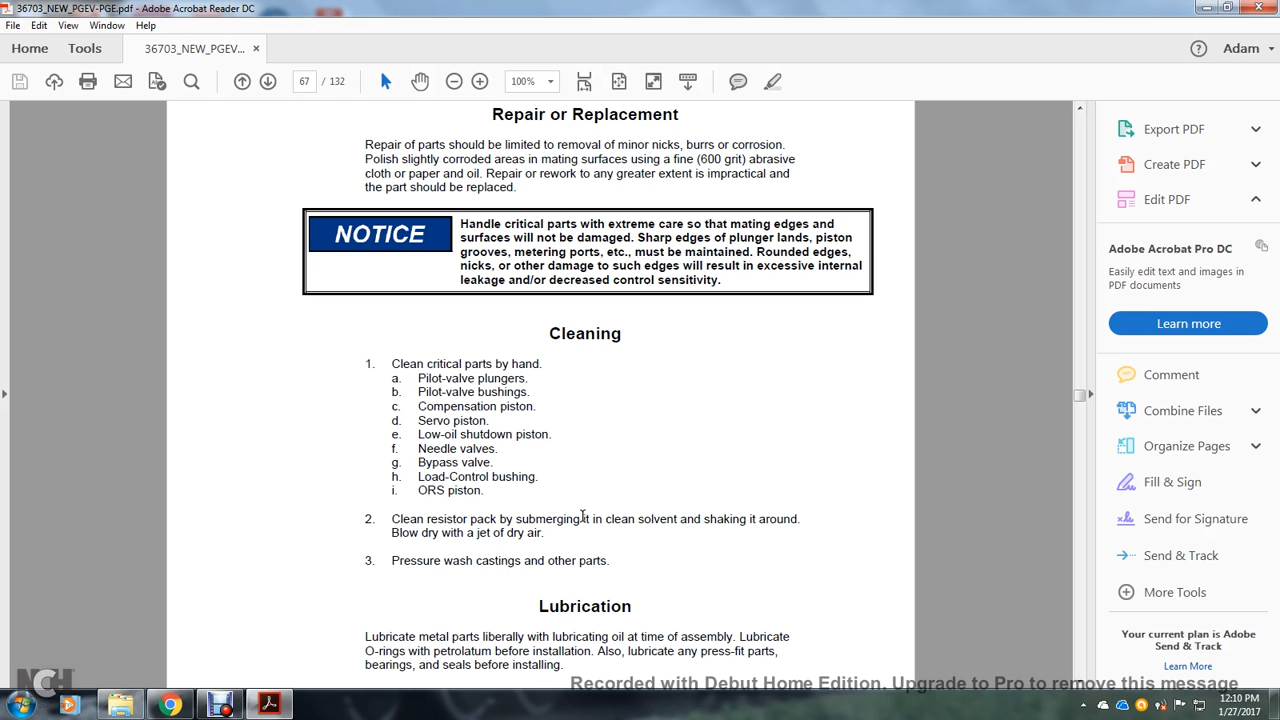 36703_NEW_PGEV-PGE.pdf - Adobe Acrobat Reader DC
File Edit View Window Help
Home Tools 36703_NEW_PGEV... × Adam
67 / 132 100%
Repair or Replacement
Repair of parts should be limited to removal of minor nicks, burrs or corrosion.
Polish slightly corroded areas in mating surfaces using a fine (600 grit) abrasive
cloth or paper and oil. Repair or rework to any greater extent is impractical and
the part should be replaced.
NOTICE
Handle critical parts with extreme care so that mating edges and
surfaces will not be damaged. Sharp edges of plunger lands, piston
grooves, metering ports, etc., must be maintained. Rounded edges,
nicks, or other damage to such edges will result in excessive internal
leakage and/or decreased control sensitivity.
Cleaning
1. Clean critical parts by hand.
a. Pilot-valve plungers.
b. Pilot-valve bushings.
c. Compensation piston.
d. Servo piston.
e. Low-oil shutdown piston.
f. Needle valves.
g. Bypass valve.
h. Load-Control bushing.
i. ORS piston.
2. Clean resistor pack by submerging it in clean solvent and shaking it around.
Blow dry with a jet of dry air.
3. Pressure wash castings and other parts.
Lubrication
Lubricate metal parts liberally with lubricating oil at time of assembly. Lubricate
O-rings with petrolatum before installation. Also, lubricate any press-fit parts,
bearings, and seals before installing.
Export PDF
Create PDF
Edit PDF
Adobe Acrobat Pro DC
Easily edit text and images in
PDF documents
Learn more
Comment
Combine Files
Organize Pages
Fill & Sign
Send for Signature
Send & Track
More Tools
Your current plan is Adobe
Send & Track
Learn More
NCH
Recorded with Debut Home Edition. Upgrade to Pro to remove this message
12:10 PM
1/27/2017